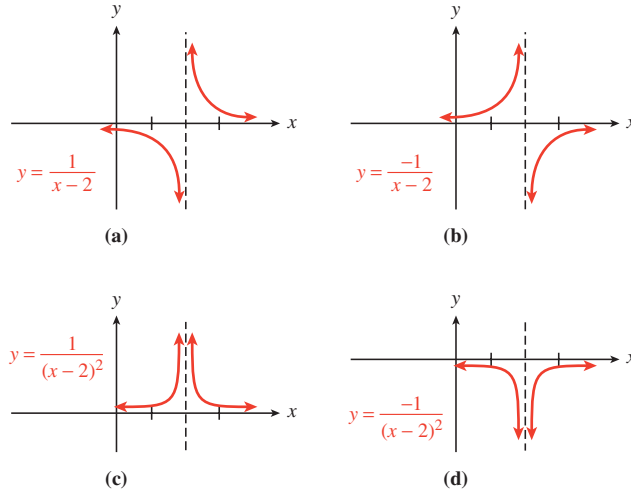 y
x
y = 1/(x − 2)
(a)
y
x
y = −1/(x − 2)
(b)
y
x
y = 1/(x − 2)²
(c)
y
x
y = −1/(x − 2)²
(d)